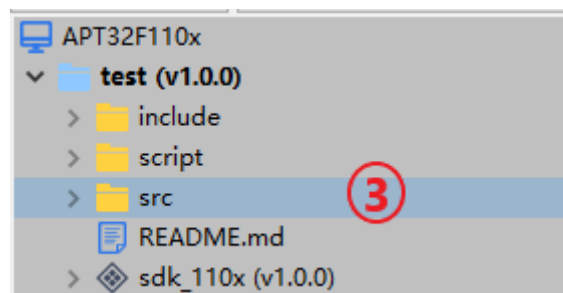 APT32F110x
test (v1.0.0)
include
script
src ③
README.md
sdk_110x (v1.0.0)